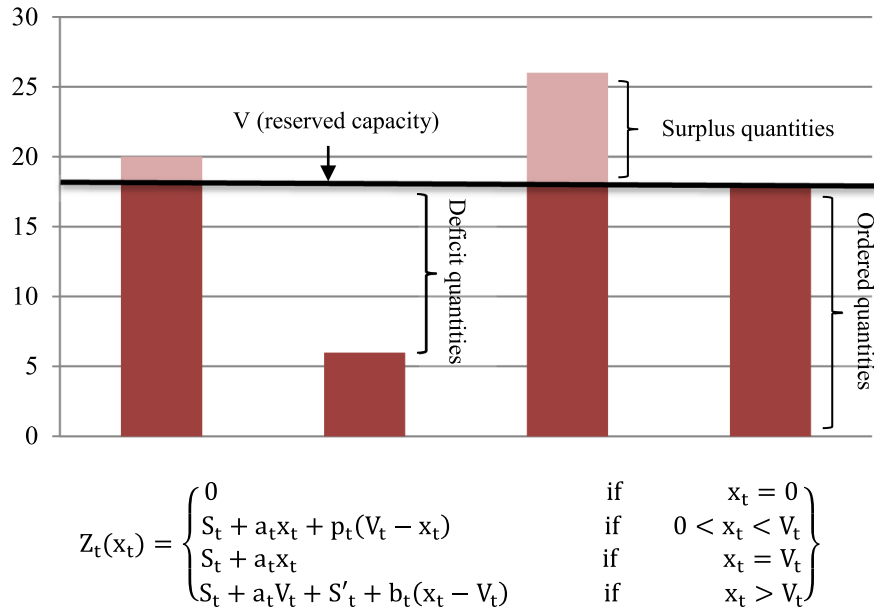 30
25
20
15
10
5
0
V (reserved capacity)
Surplus quantities
Deficit quantities
Ordered quantities
Z_t(x_t) = { 0 if x_t = 0 }
S_t + a_t x_t + p_t(V_t − x_t) if 0 < x_t < V_t
S_t + a_t x_t if x_t = V_t
S_t + a_t V_t + S'_t + b_t(x_t − V_t) if x_t > V_t